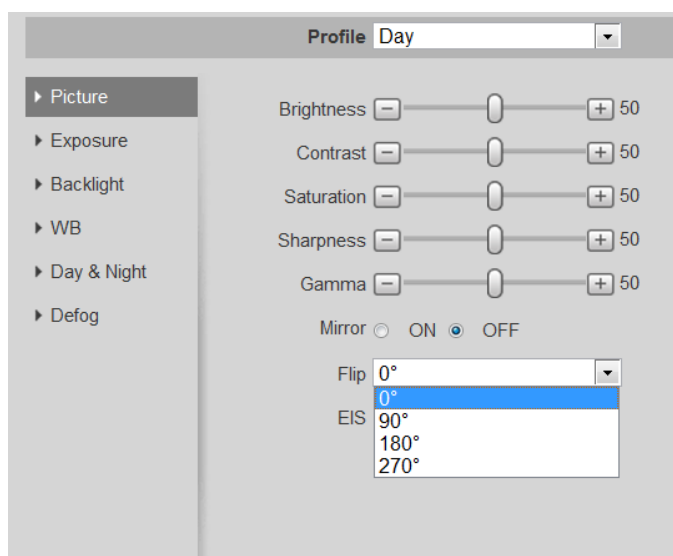 Profile Day
Picture
Exposure
Backlight
WB
Day & Night
Defog
Brightness 50
Contrast 50
Saturation 50
Sharpness 50
Gamma 50
Mirror ON OFF
Flip 0°
0°
EIS 90°
180°
270°